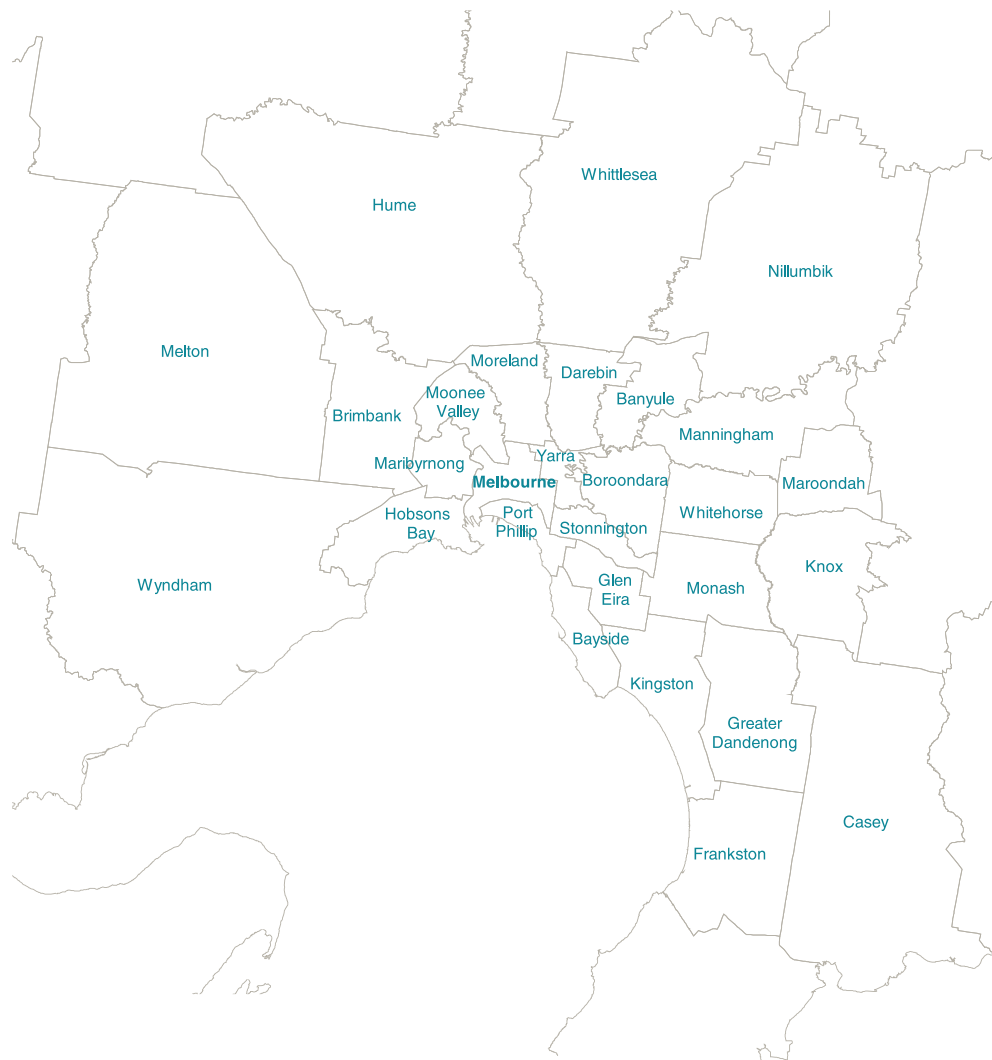 Whittlesea
Hume
Nillumbik
Melton
Moreland
Darebin
Moonee
Valley
Banyule
Brimbank
Manningham
Yarra
Maribyrnong
Melbourne
Boroondara
Maroondah
Hobsons
Bay
Port
Phillip
Whitehorse
Stonnington
Knox
Wyndham
Glen
Eira
Monash
Bayside
Kingston
Greater
Dandenong
Casey
Frankston